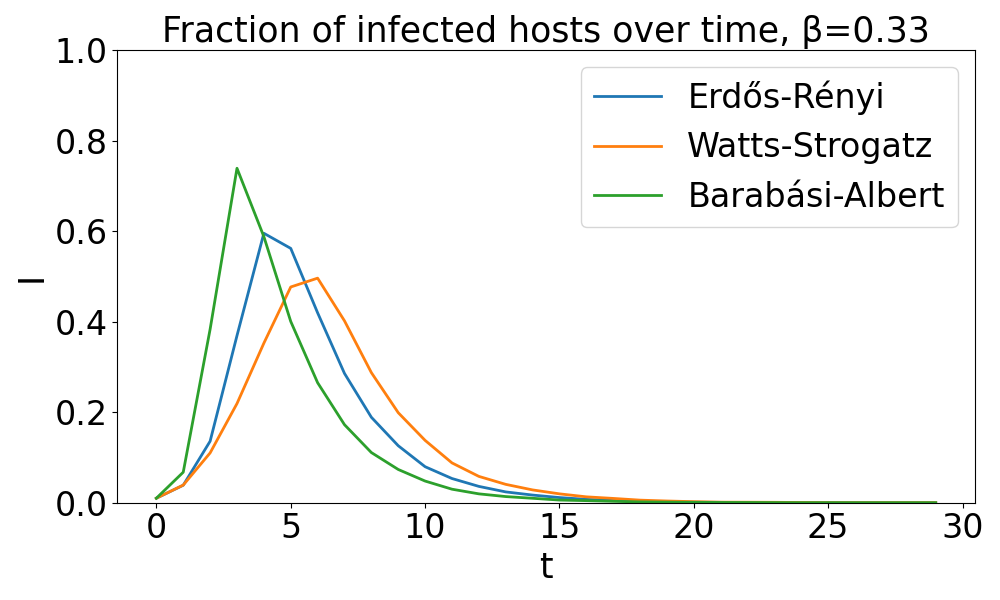 Fraction of infected hosts over time, β=0.33
1.0
0.8
0.6
0.4
0.2
0.0
I
Erdős-Rényi
Watts-Strogatz
Barabási-Albert
0 5 10 15 20 25 30
t